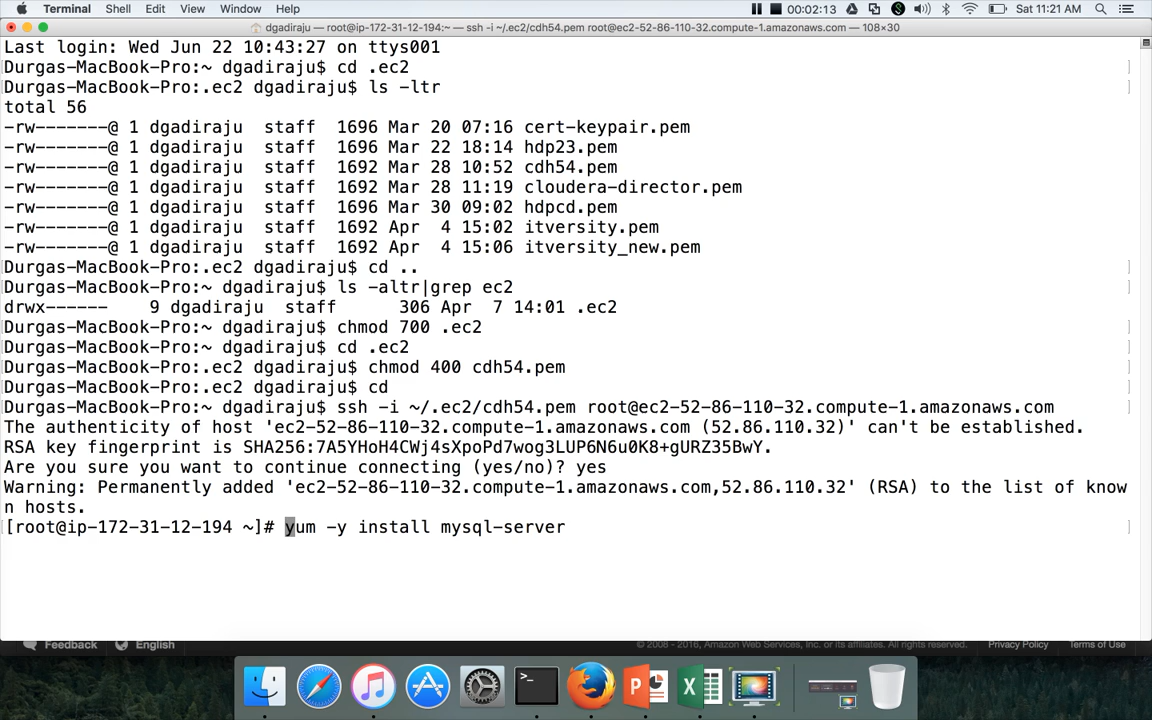 Terminal Shell Edit View Window Help 00:02:13 Sat 11:21 AM
dgadiraju — root@ip-172-31-12-194:~ — ssh -i ~/.ec2/cdh54.pem root@ec2-52-86-110-32.compute-1.amazonaws.com — 108×30
Last login: Wed Jun 22 10:43:27 on ttys001
Durgas-MacBook-Pro:~ dgadiraju$ cd .ec2
Durgas-MacBook-Pro:.ec2 dgadiraju$ ls -ltr
total 56
-rw-------@ 1 dgadiraju  staff  1696 Mar 20 07:16 cert-keypair.pem
-rw-------@ 1 dgadiraju  staff  1696 Mar 22 18:14 hdp23.pem
-rw-------@ 1 dgadiraju  staff  1692 Mar 28 10:52 cdh54.pem
-rw-------@ 1 dgadiraju  staff  1692 Mar 28 11:19 cloudera-director.pem
-rw-------@ 1 dgadiraju  staff  1696 Mar 30 09:02 hdpcd.pem
-rw-------@ 1 dgadiraju  staff  1692 Apr  4 15:02 itversity.pem
-rw-------@ 1 dgadiraju  staff  1692 Apr  4 15:06 itversity_new.pem
Durgas-MacBook-Pro:.ec2 dgadiraju$ cd ..
Durgas-MacBook-Pro:~ dgadiraju$ ls -altr|grep ec2
drwx------    9 dgadiraju  staff     306 Apr  7 14:01 .ec2
Durgas-MacBook-Pro:~ dgadiraju$ chmod 700 .ec2
Durgas-MacBook-Pro:~ dgadiraju$ cd .ec2
Durgas-MacBook-Pro:.ec2 dgadiraju$ chmod 400 cdh54.pem
Durgas-MacBook-Pro:.ec2 dgadiraju$ cd
Durgas-MacBook-Pro:~ dgadiraju$ ssh -i ~/.ec2/cdh54.pem root@ec2-52-86-110-32.compute-1.amazonaws.com
The authenticity of host 'ec2-52-86-110-32.compute-1.amazonaws.com (52.86.110.32)' can't be established.
RSA key fingerprint is SHA256:7A5YHoH4CWj4sXpoPd7wog3LUP6N6u0K8+gURZ35BwY.
Are you sure you want to continue connecting (yes/no)? yes
Warning: Permanently added 'ec2-52-86-110-32.compute-1.amazonaws.com,52.86.110.32' (RSA) to the list of know
n hosts.
[root@ip-172-31-12-194 ~]# yum -y install mysql-server
Feedback English © 2008 - 2016, Amazon Web Services, Inc. or its affiliates. All rights reserved. Privacy Policy Terms of Use